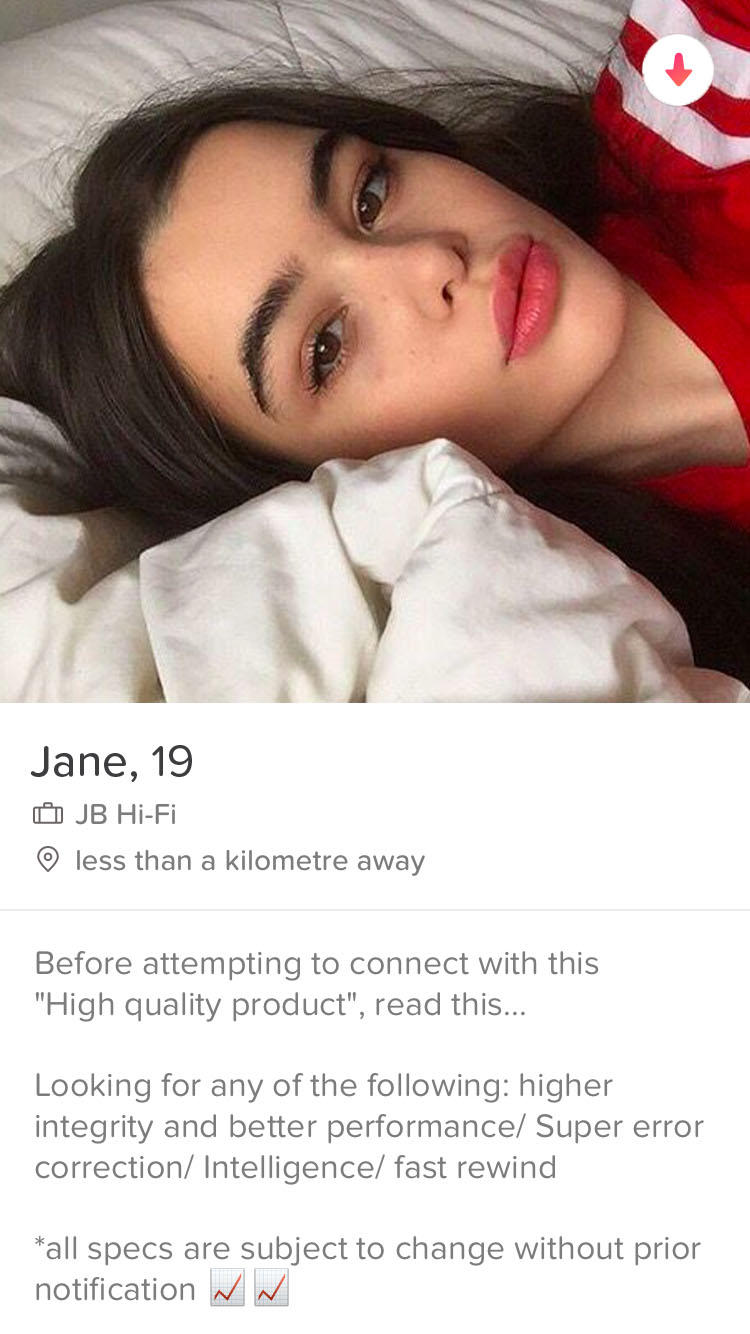 Jane, 19
JB Hi-Fi
less than a kilometre away
Before attempting to connect with this
"High quality product", read this...
Looking for any of the following: higher
integrity and better performance/ Super error
correction/ Intelligence/ fast rewind
*all specs are subject to change without prior
notification 📈 📈